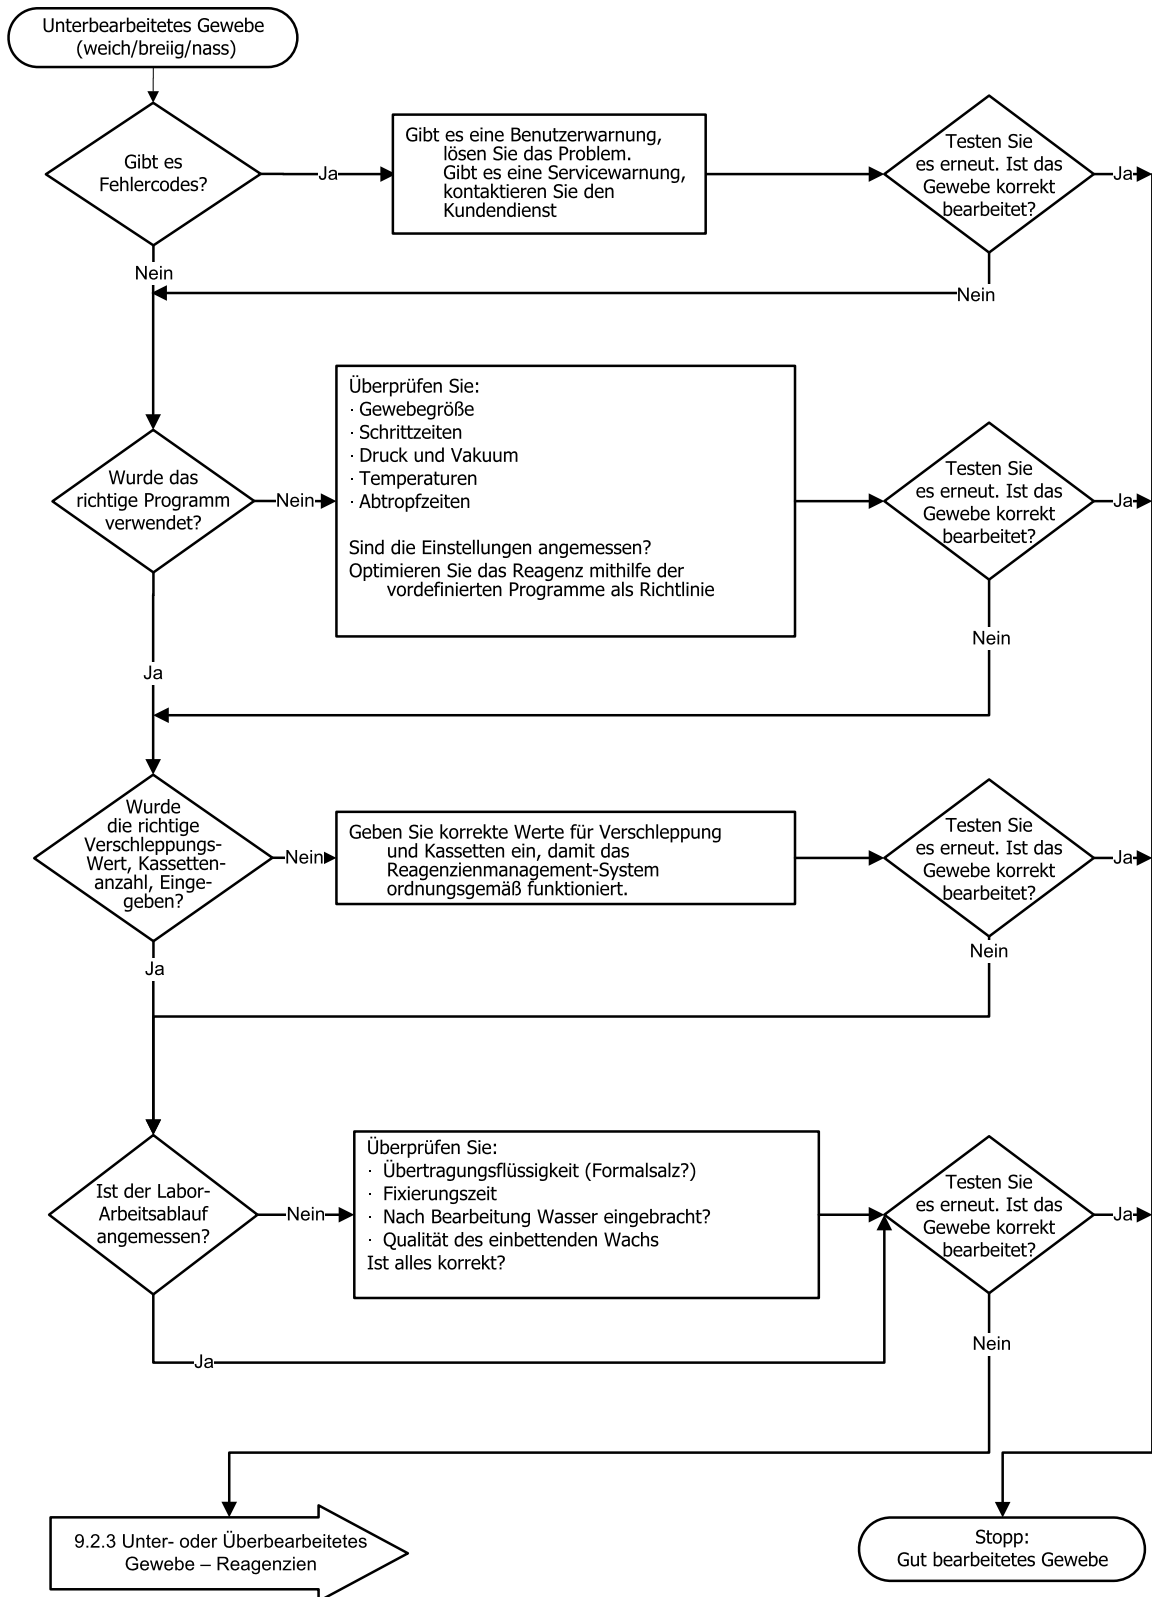 Unterbearbeitetes Gewebe
(weich/breiig/nass)
Gibt es
Fehlercodes?
Ja
Gibt es eine Benutzerwarnung,
lösen Sie das Problem.
Gibt es eine Servicewarnung,
kontaktieren Sie den
Kundendienst
Testen Sie
es erneut. Ist das
Gewebe korrekt
bearbeitet?
Ja
Nein
Nein
Wurde das
richtige Programm
verwendet?
Nein
Überprüfen Sie:
· Gewebegröße
· Schrittzeiten
· Druck und Vakuum
· Temperaturen
· Abtropfzeiten
Sind die Einstellungen angemessen?
Optimieren Sie das Reagenz mithilfe der
vordefinierten Programme als Richtlinie
Testen Sie
es erneut. Ist das
Gewebe korrekt
bearbeitet?
Ja
Nein
Ja
Wurde
die richtige
Verschleppungs-
Wert, Kassetten-
anzahl, Einge-
geben?
Nein
Geben Sie korrekte Werte für Verschleppung
und Kassetten ein, damit das
Reagenzienmanagement-System
ordnungsgemäß funktioniert.
Testen Sie
es erneut. Ist das
Gewebe korrekt
bearbeitet?
Ja
Nein
Ja
Ist der Labor-
Arbeitsablauf
angemessen?
Nein
Überprüfen Sie:
· Übertragungsflüssigkeit (Formalsalz?)
· Fixierungszeit
· Nach Bearbeitung Wasser eingebracht?
· Qualität des einbettenden Wachs
Ist alles korrekt?
Testen Sie
es erneut. Ist das
Gewebe korrekt
bearbeitet?
Ja
Nein
Ja
9.2.3 Unter- oder Überbearbeitetes
Gewebe – Reagenzien
Stopp:
Gut bearbeitetes Gewebe